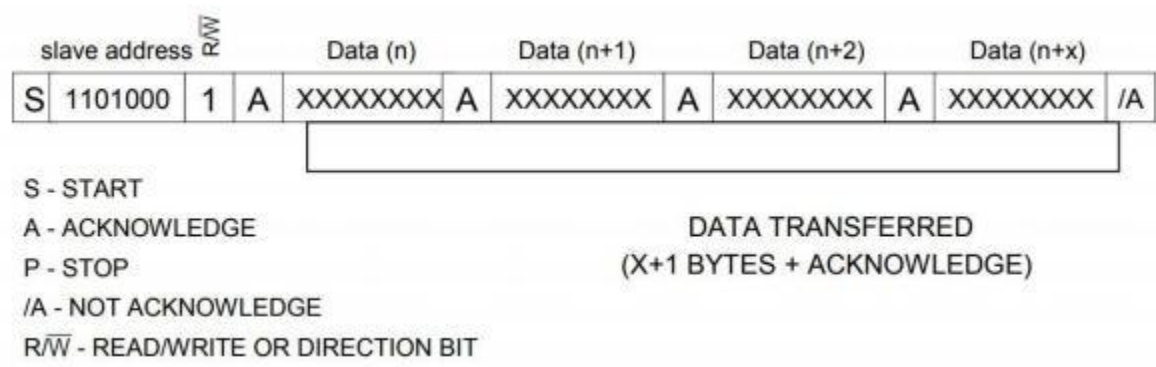 slave address R/W̅ Data (n) Data (n+1) Data (n+2) Data (n+x)
S 1101000 1 A XXXXXXXX A XXXXXXXX A XXXXXXXX A XXXXXXXX /A
S - START
A - ACKNOWLEDGE
P - STOP
/A - NOT ACKNOWLEDGE
R/W̅ - READ/WRITE OR DIRECTION BIT
DATA TRANSFERRED
(X+1 BYTES + ACKNOWLEDGE)